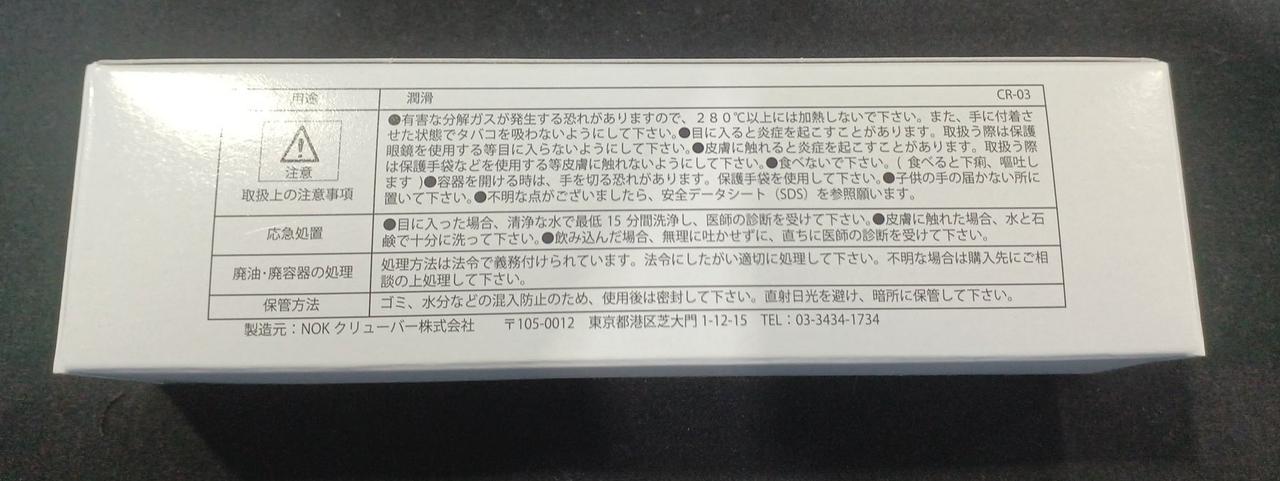 用途 潤滑 CR-03
注意
取扱上の注意事項
●有害な分解ガスが発生する恐れがありますので、280℃以上には加熱しないで下さい。また、手に付着さ
せた状態でタバコを吸わないようにして下さい。●目に入ると炎症を起こすことがあります。取扱う際は保護
眼鏡を使用する等目に入らないようにして下さい。●皮膚に触れると炎症を起こすことがあります。取扱う際
は保護手袋などを使用する等皮膚に触れないようにして下さい。●食べないで下さい。( 食べると下痢、嘔吐し
ます )●容器を開ける時は、手を切る恐れがあります。保護手袋を使用して下さい。●子供の手の届かない所に
置いて下さい。●不明な点がございましたら、安全データシート（SDS）を参照願います。
応急処置
●目に入った場合、清浄な水で最低 15 分間洗浄し、医師の診断を受けて下さい。●皮膚に触れた場合、水と石
鹸で十分に洗って下さい。●飲み込んだ場合、無理に吐かせずに、直ちに医師の診断を受けて下さい。
廃油・廃容器の処理
処理方法は法令で義務付けられています。法令にしたがい適切に処理して下さい。不明な場合は購入先にご相
談の上処理して下さい。
保管方法 ゴミ、水分などの混入防止のため、使用後は密封して下さい。直射日光を避け、暗所に保管して下さい。
製造元：NOK クリューバー株式会社 〒105-0012 東京都港区芝大門 1-12-15 TEL：03-3434-1734